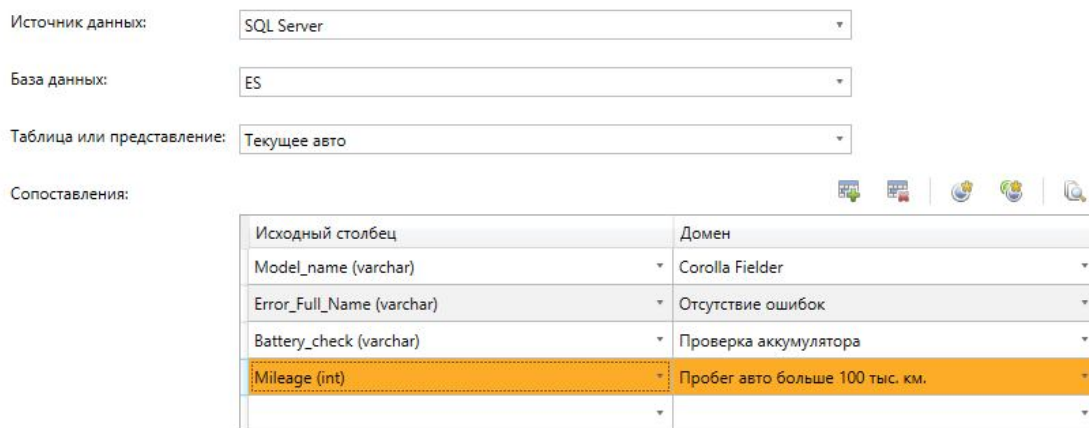 Источник данных: SQL Server
База данных: ES
Таблица или представление: Текущее авто
Сопоставления:
Исходный столбец Домен
Model_name (varchar) Corolla Fielder
Error_Full_Name (varchar) Отсутствие ошибок
Battery_check (varchar) Проверка аккумулятора
Mileage (int) Пробег авто больше 100 тыс. км.